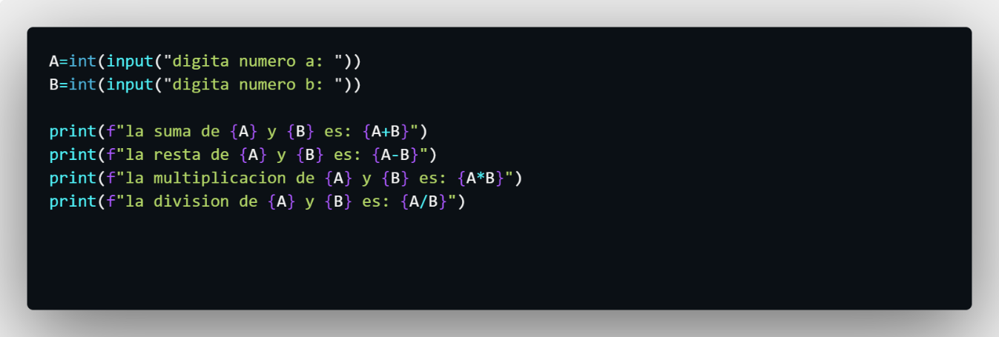 A=int(input("digita numero a: "))
B=int(input("digita numero b: "))
print(f"la suma de {A} y {B} es: {A+B}")
print(f"la resta de {A} y {B} es: {A-B}")
print(f"la multiplicacion de {A} y {B} es: {A*B}")
print(f"la division de {A} y {B} es: {A/B}")